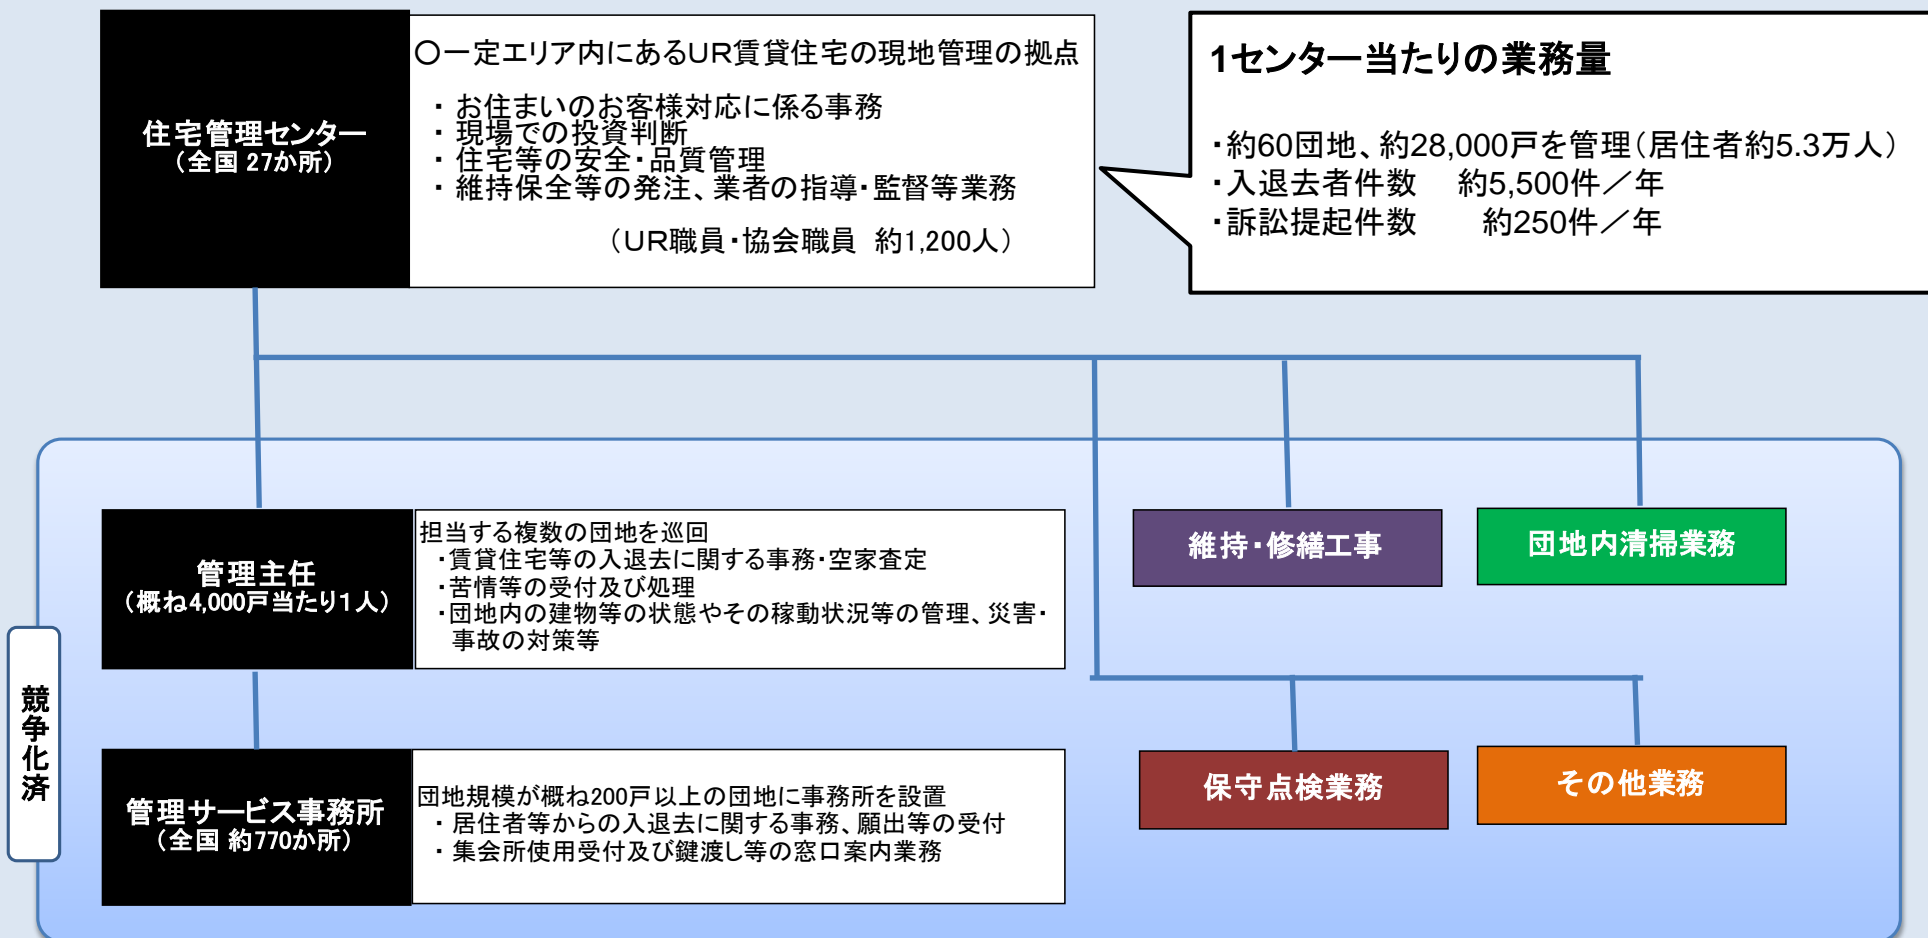 住宅管理センター
（全国 27か所）
〇一定エリア内にあるUR賃貸住宅の現地管理の拠点
・ お住まいのお客様対応に係る事務
・ 現場での投資判断
・ 住宅等の安全・品質管理
・ 維持保全等の発注、業者の指導・監督等業務
（UR職員・協会職員 約1,200人）
1センター当たりの業務量
・約60団地、約28,000戸を管理（居住者約5.3万人）
・入退去者件数 約5,500件／年
・訴訟提起件数 約250件／年
競争化済
管理主任
（概ね4,000戸当たり１人）
担当する複数の団地を巡回
・賃貸住宅等の入退去に関する事務・空家査定
・苦情等の受付及び処理
・団地内の建物等の状態やその稼動状況等の管理、災害・
事故の対策等
維持・修繕工事
団地内清掃業務
管理サービス事務所
（全国 約770か所）
団地規模が概ね200戸以上の団地に事務所を設置
・ 居住者等からの入退去に関する事務、願出等の受付
・ 集会所使用受付及び鍵渡し等の窓口案内業務
保守点検業務
その他業務